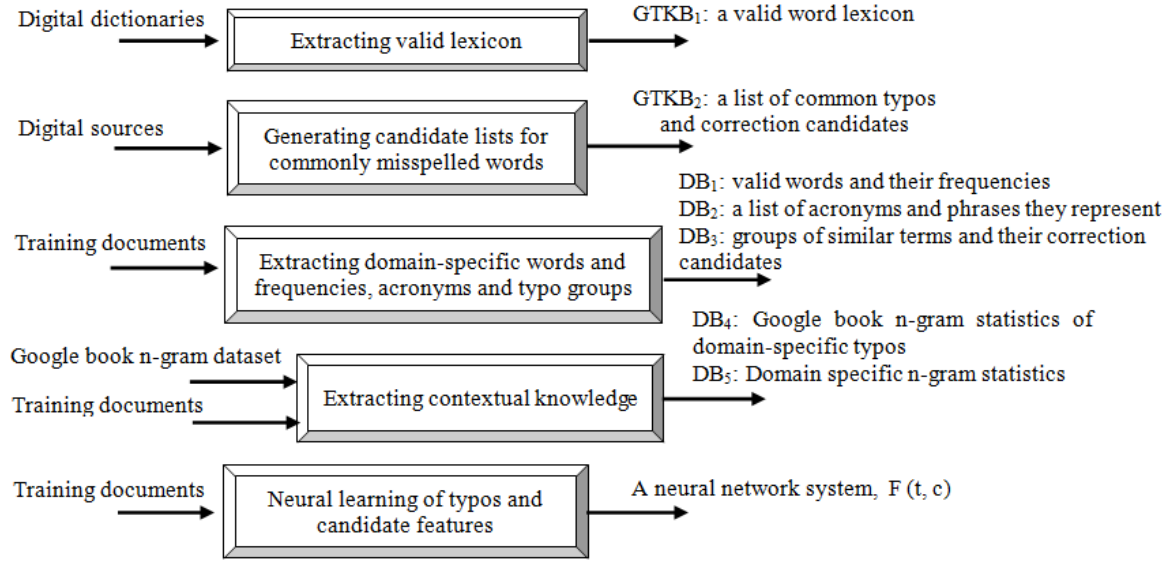 Digital dictionaries
Extracting valid lexicon
GTKB₁: a valid word lexicon
Digital sources
Generating candidate lists for
commonly misspelled words
GTKB₂: a list of common typos
and correction candidates
Training documents
Extracting domain-specific words and
frequencies, acronyms and typo groups
DB₁: valid words and their frequencies
DB₂: a list of acronyms and phrases they represent
DB₃: groups of similar terms and their correction
candidates
Google book n-gram dataset
Training documents
Extracting contextual knowledge
DB₄: Google book n-gram statistics of
domain-specific typos
DB₅: Domain specific n-gram statistics
Training documents
Neural learning of typos and
candidate features
A neural network system, F (t, c)